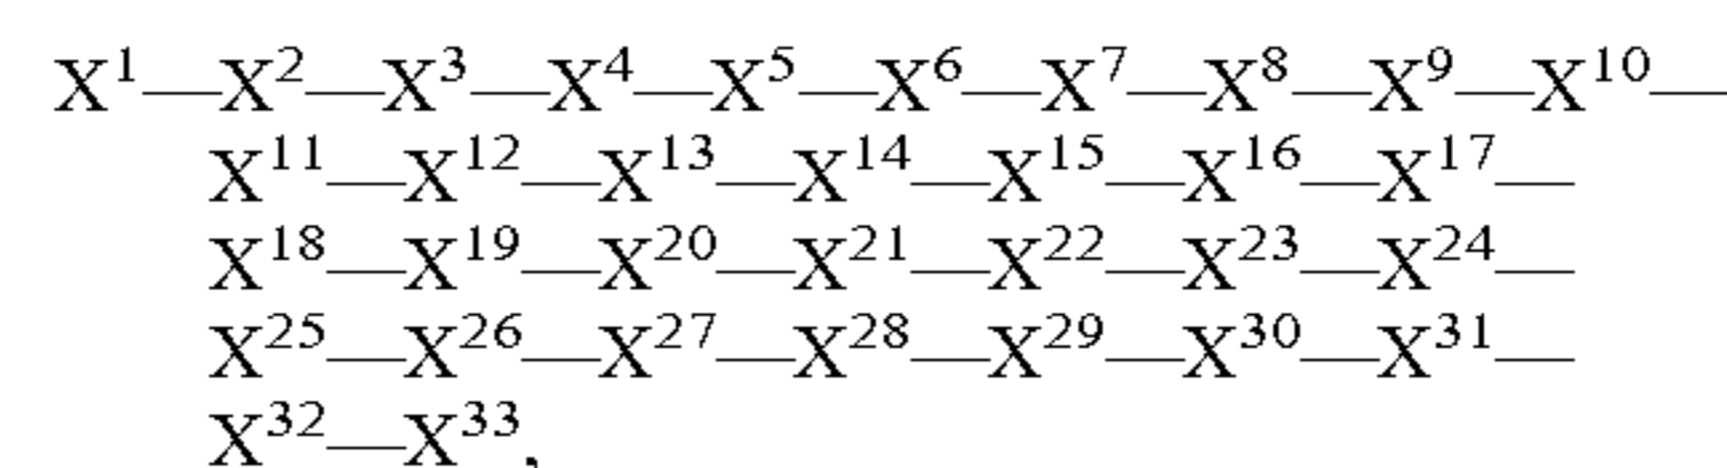 X¹—X²—X³—X⁴—X⁵—X⁶—X⁷—X⁸—X⁹—X¹⁰—
X¹¹—X¹²—X¹³—X¹⁴—X¹⁵—X¹⁶—X¹⁷—
X¹⁸—X¹⁹—X²⁰—X²¹—X²²—X²³—X²⁴—
X²⁵—X²⁶—X²⁷—X²⁸—X²⁹—X³⁰—X³¹—
X³²—X³³,